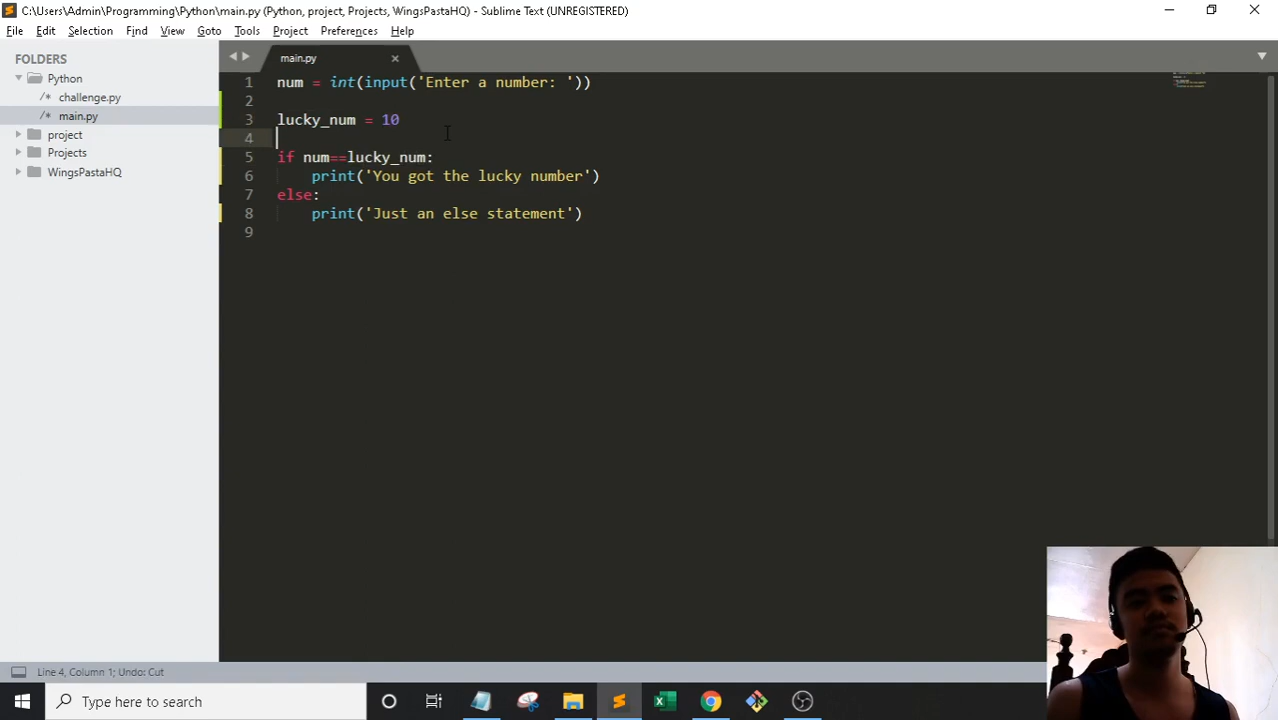 C:\Users\Admin\Programming\Python\main.py (Python, project, Projects, WingsPastaHQ) - Sublime Text (UNREGISTERED)
File Edit Selection Find View Goto Tools Project Preferences Help
FOLDERS
Python
/* challenge.py
/* main.py
project
Projects
WingsPastaHQ
main.py
1 num = int(input('Enter a number: '))
2
3 lucky_num = 10
4
5 if num==lucky_num:
6 print('You got the lucky number')
7 else:
8 print('Just an else statement')
9
Line 4, Column 1; Undo: Cut
Type here to search